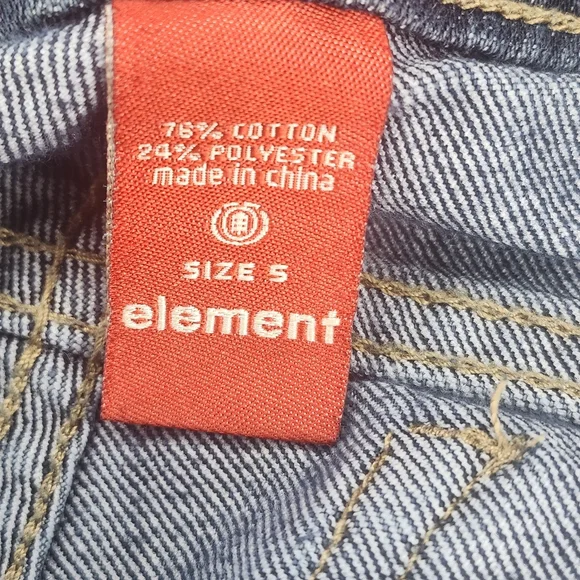 76% COTTON
24% POLYESTER
made in china
SIZE 5
element